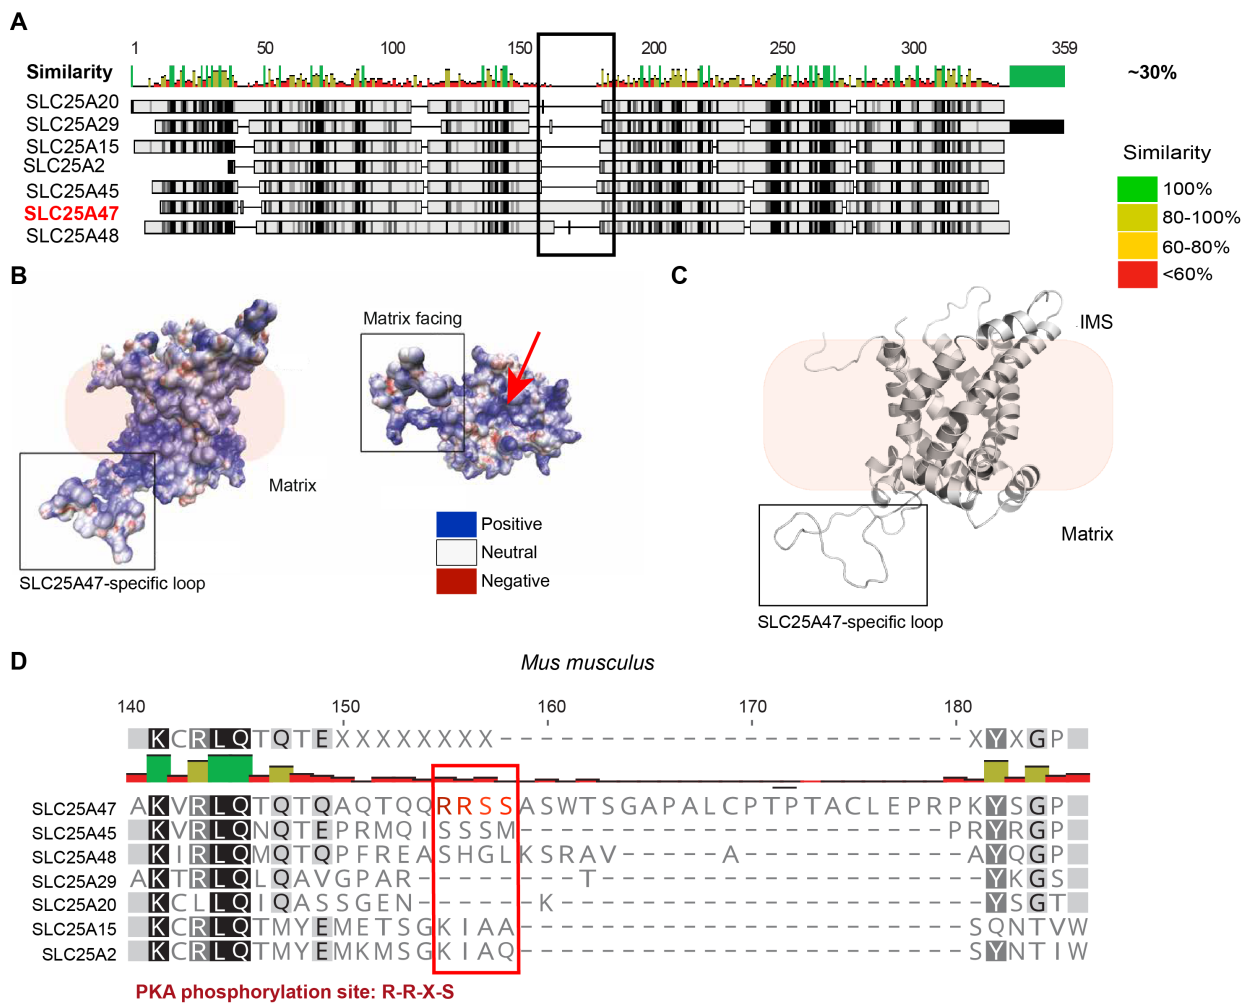 A
1 50 100 150 200 250 300 359
Similarity
~30%
SLC25A20
SLC25A29
SLC25A15
SLC25A2
SLC25A45
SLC25A47
SLC25A48
Similarity
100%
80-100%
60-80%
<60%
B
Matrix facing
Matrix
SLC25A47-specific loop
Positive
Neutral
Negative
C
IMS
Matrix
SLC25A47-specific loop
D
Mus musculus
140 150 160 170 180
KCRLQTQTEXXXXXXXX-----------------------XYXGP
SLC25A47 AKVRLQTQTQAQTQQRRSSASWTSGAPALCPTPTACLEPRPKYSGP
SLC25A45 KVRLQNQTEPRMQISSSM---------------------PRYRGP
SLC25A48 KIRLQMQTQPFREASHGLKSRAV-----A-----------AYQGP
SLC25A29 AKTRLQLQAVGPAR--------T------------------YKGS
SLC25A20 KCLLQIQASSGEN------K--------------------YSGT
SLC25A15 KCRLQTMYEMETSGKIAA----------------------SQNTVW
SLC25A2 KCRLQTMYEMKMSGKIAQ----------------------SYNTIW
PKA phosphorylation site: R-R-X-S